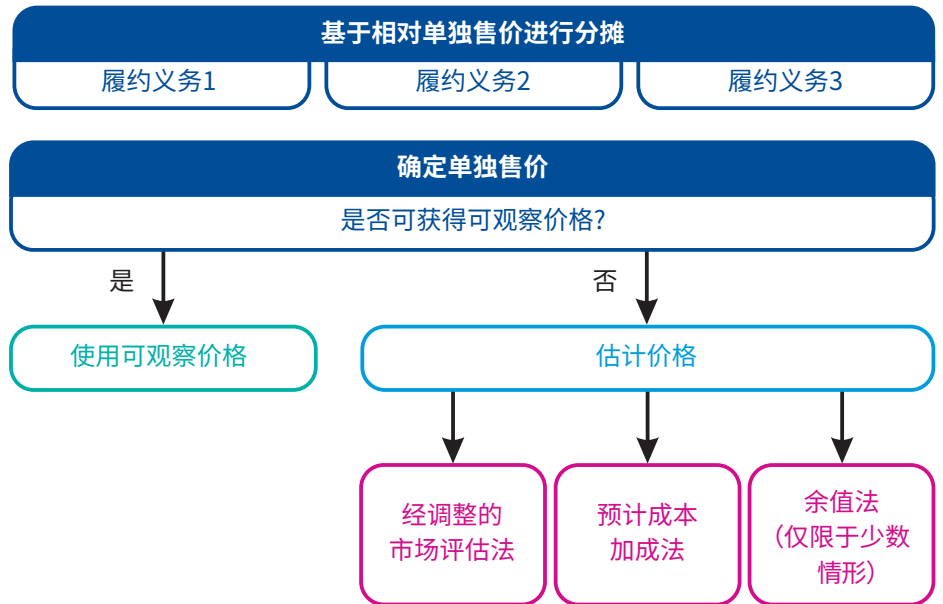 基于相对单独售价进行分摊
履约义务1
履约义务2
履约义务3
确定单独售价
是否可获得可观察价格?
是
否
使用可观察价格
估计价格
经调整的
市场评估法
预计成本
加成法
余值法
（仅限于少数
情形）